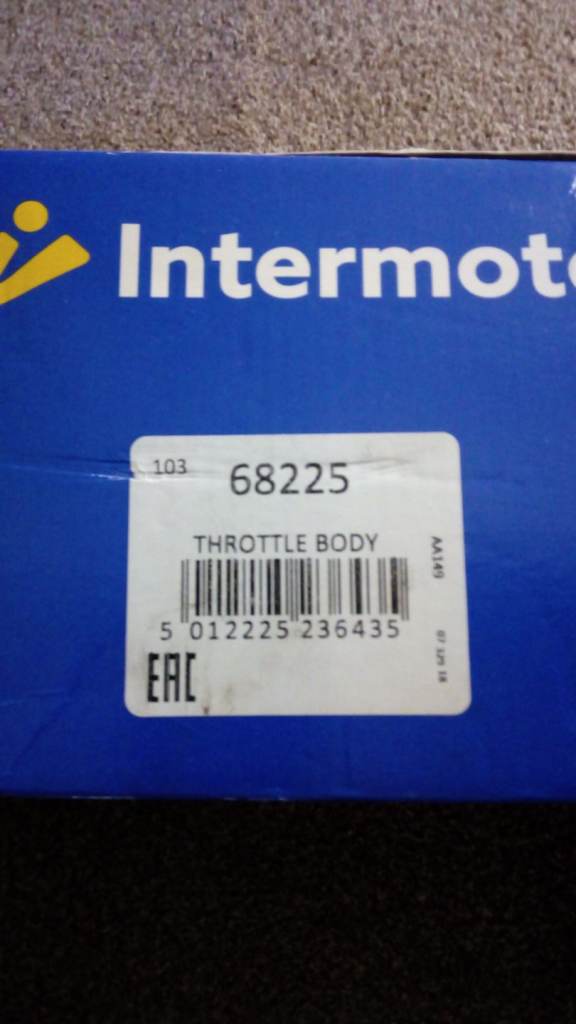 Intermoto
103 68225
THROTTLE BODY
AA149
5 012225 236435
EAC